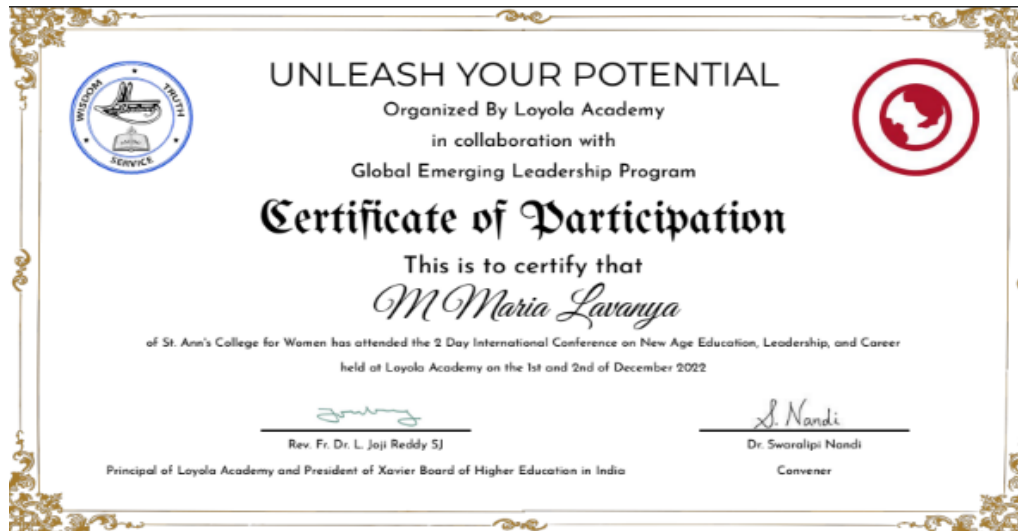 WISDOM
TRUTH
SERVICE
UNLEASH YOUR POTENTIAL
Organized By Loyola Academy
in collaboration with
Global Emerging Leadership Program
Certificate of Participation
This is to certify that
M Maria Lavanya
of St. Ann's College for Women has attended the 2 Day International Conference on New Age Education, Leadership, and Career
held at Loyola Academy on the 1st and 2nd of December 2022
S. Nandi
Rev. Fr. Dr. L. Joji Reddy SJ
Dr. Swaralipi Nandi
Principal of Loyola Academy and President of Xavier Board of Higher Education in India
Convener